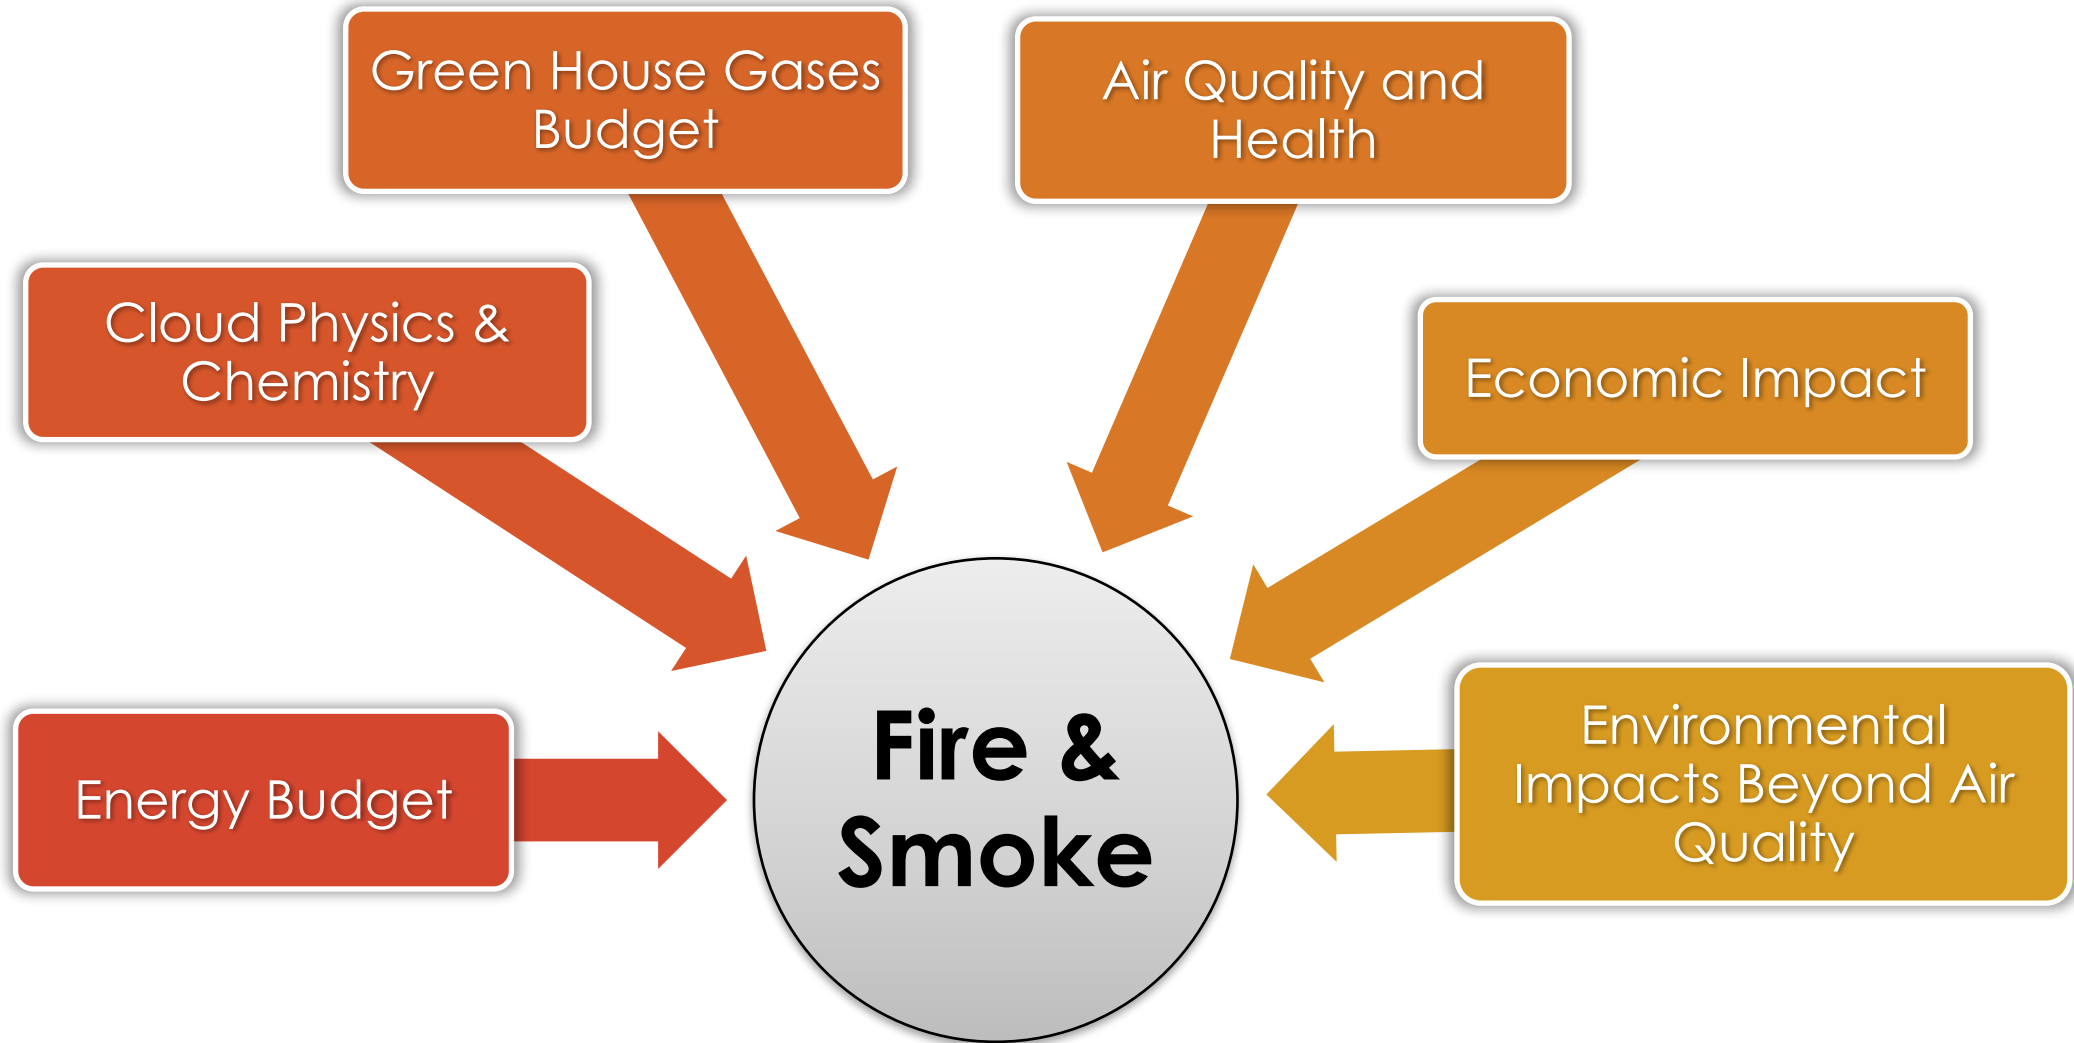 Green House Gases
Budget
Air Quality and
Health
Cloud Physics &
Chemistry
Economic Impact
Energy Budget
Fire &
Smoke
Environmental
Impacts Beyond Air
Quality